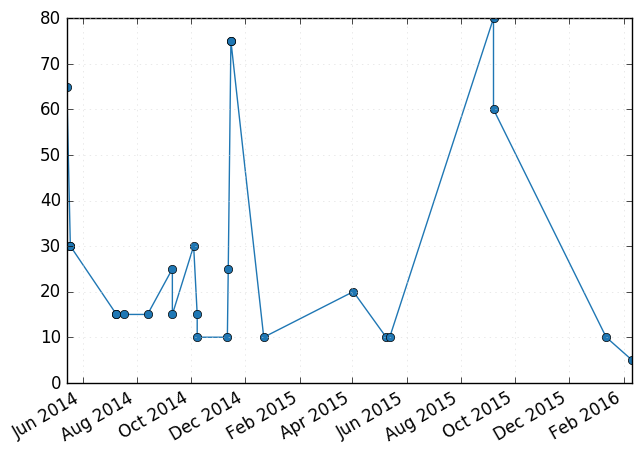 80
70
60
50
40
30
20
10
0
Jun 2014
Aug 2014
Oct 2014
Dec 2014
Feb 2015
Apr 2015
Jun 2015
Aug 2015
Oct 2015
Dec 2015
Feb 2016